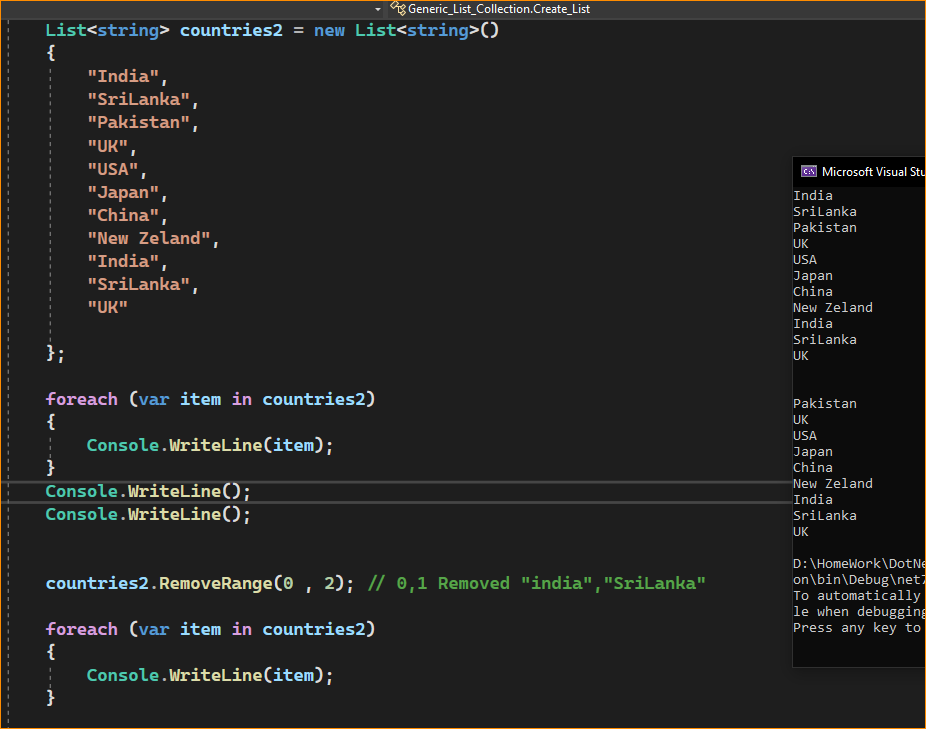 Generic_List_Collection.Create_List
List<string> countries2 = new List<string>()
{
"India",
"SriLanka",
"Pakistan",
"UK",
"USA",
"Japan",
"China",
"New Zeland",
"India",
"SriLanka",
"UK"
};
foreach (var item in countries2)
{
Console.WriteLine(item);
}
Console.WriteLine();
Console.WriteLine();
countries2.RemoveRange(0 , 2); // 0,1 Removed "india","SriLanka"
foreach (var item in countries2)
{
Console.WriteLine(item);
}
Microsoft Visual Stu
India
SriLanka
Pakistan
UK
USA
Japan
China
New Zeland
India
SriLanka
UK
Pakistan
UK
USA
Japan
China
New Zeland
India
SriLanka
UK
D:\HomeWork\DotNe
on\bin\Debug\net7
To automatically
le when debugging
Press any key to